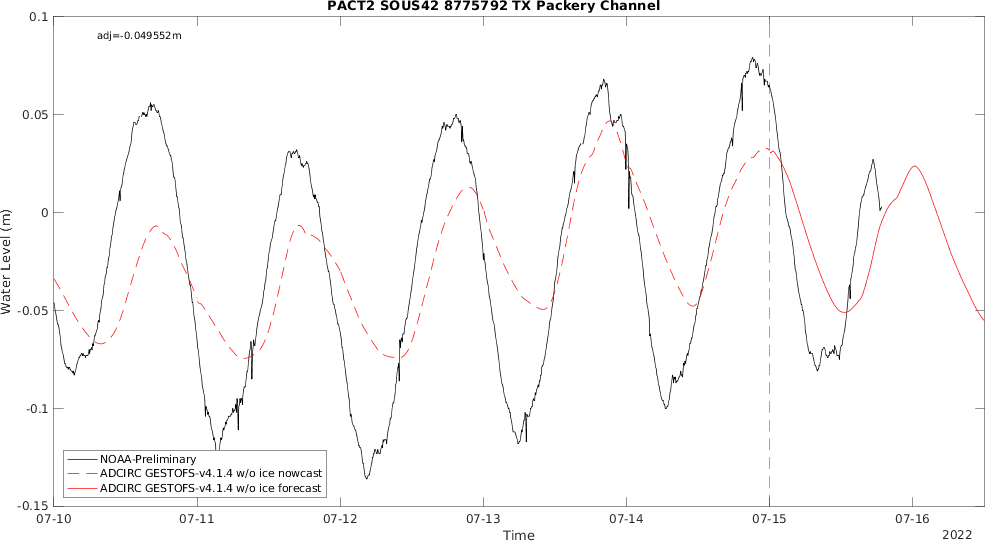 PACT2 SOUS42 8775792 TX Packery Channel
adj=-0.049552m
0.1
0.05
0
-0.05
-0.1
-0.15
Water Level (m)
NOAA-Preliminary
ADCIRC GESTOFS-v4.1.4 w/o ice nowcast
ADCIRC GESTOFS-v4.1.4 w/o ice forecast
07-10 07-11 07-12 07-13 07-14 07-15 07-16
Time
2022